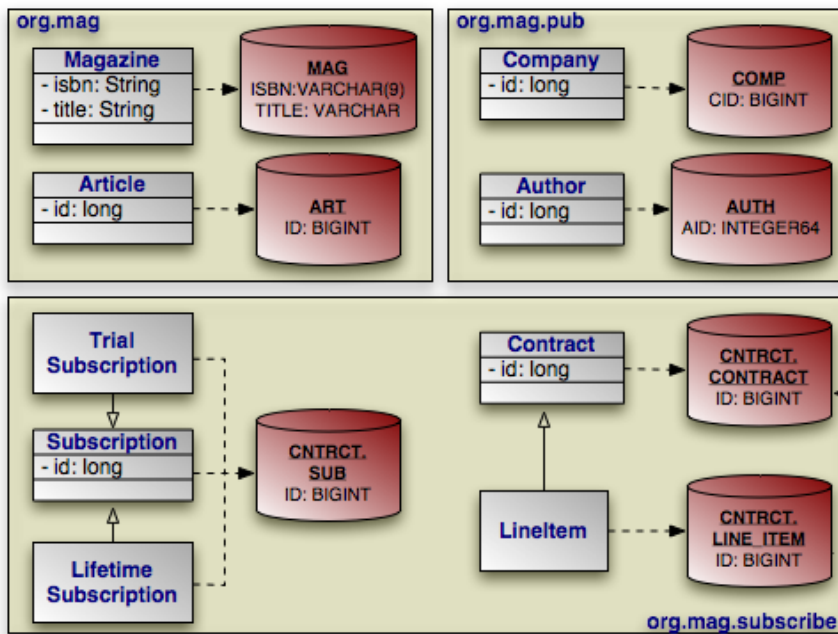 org.mag
Magazine
- isbn: String
- title: String
MAG
ISBN:VARCHAR(9)
TITLE: VARCHAR
Article
- id: long
ART
ID: BIGINT
org.mag.pub
Company
- id: long
COMP
CID: BIGINT
Author
- id: long
AUTH
AID: INTEGER64
Trial
Subscription
Subscription
- id: long
Lifetime
Subscription
CNTRCT.
SUB
ID: BIGINT
Contract
- id: long
CNTRCT.
CONTRACT
ID: BIGINT
LineItem
CNTRCT.
LINE_ITEM
ID: BIGINT
org.mag.subscribe